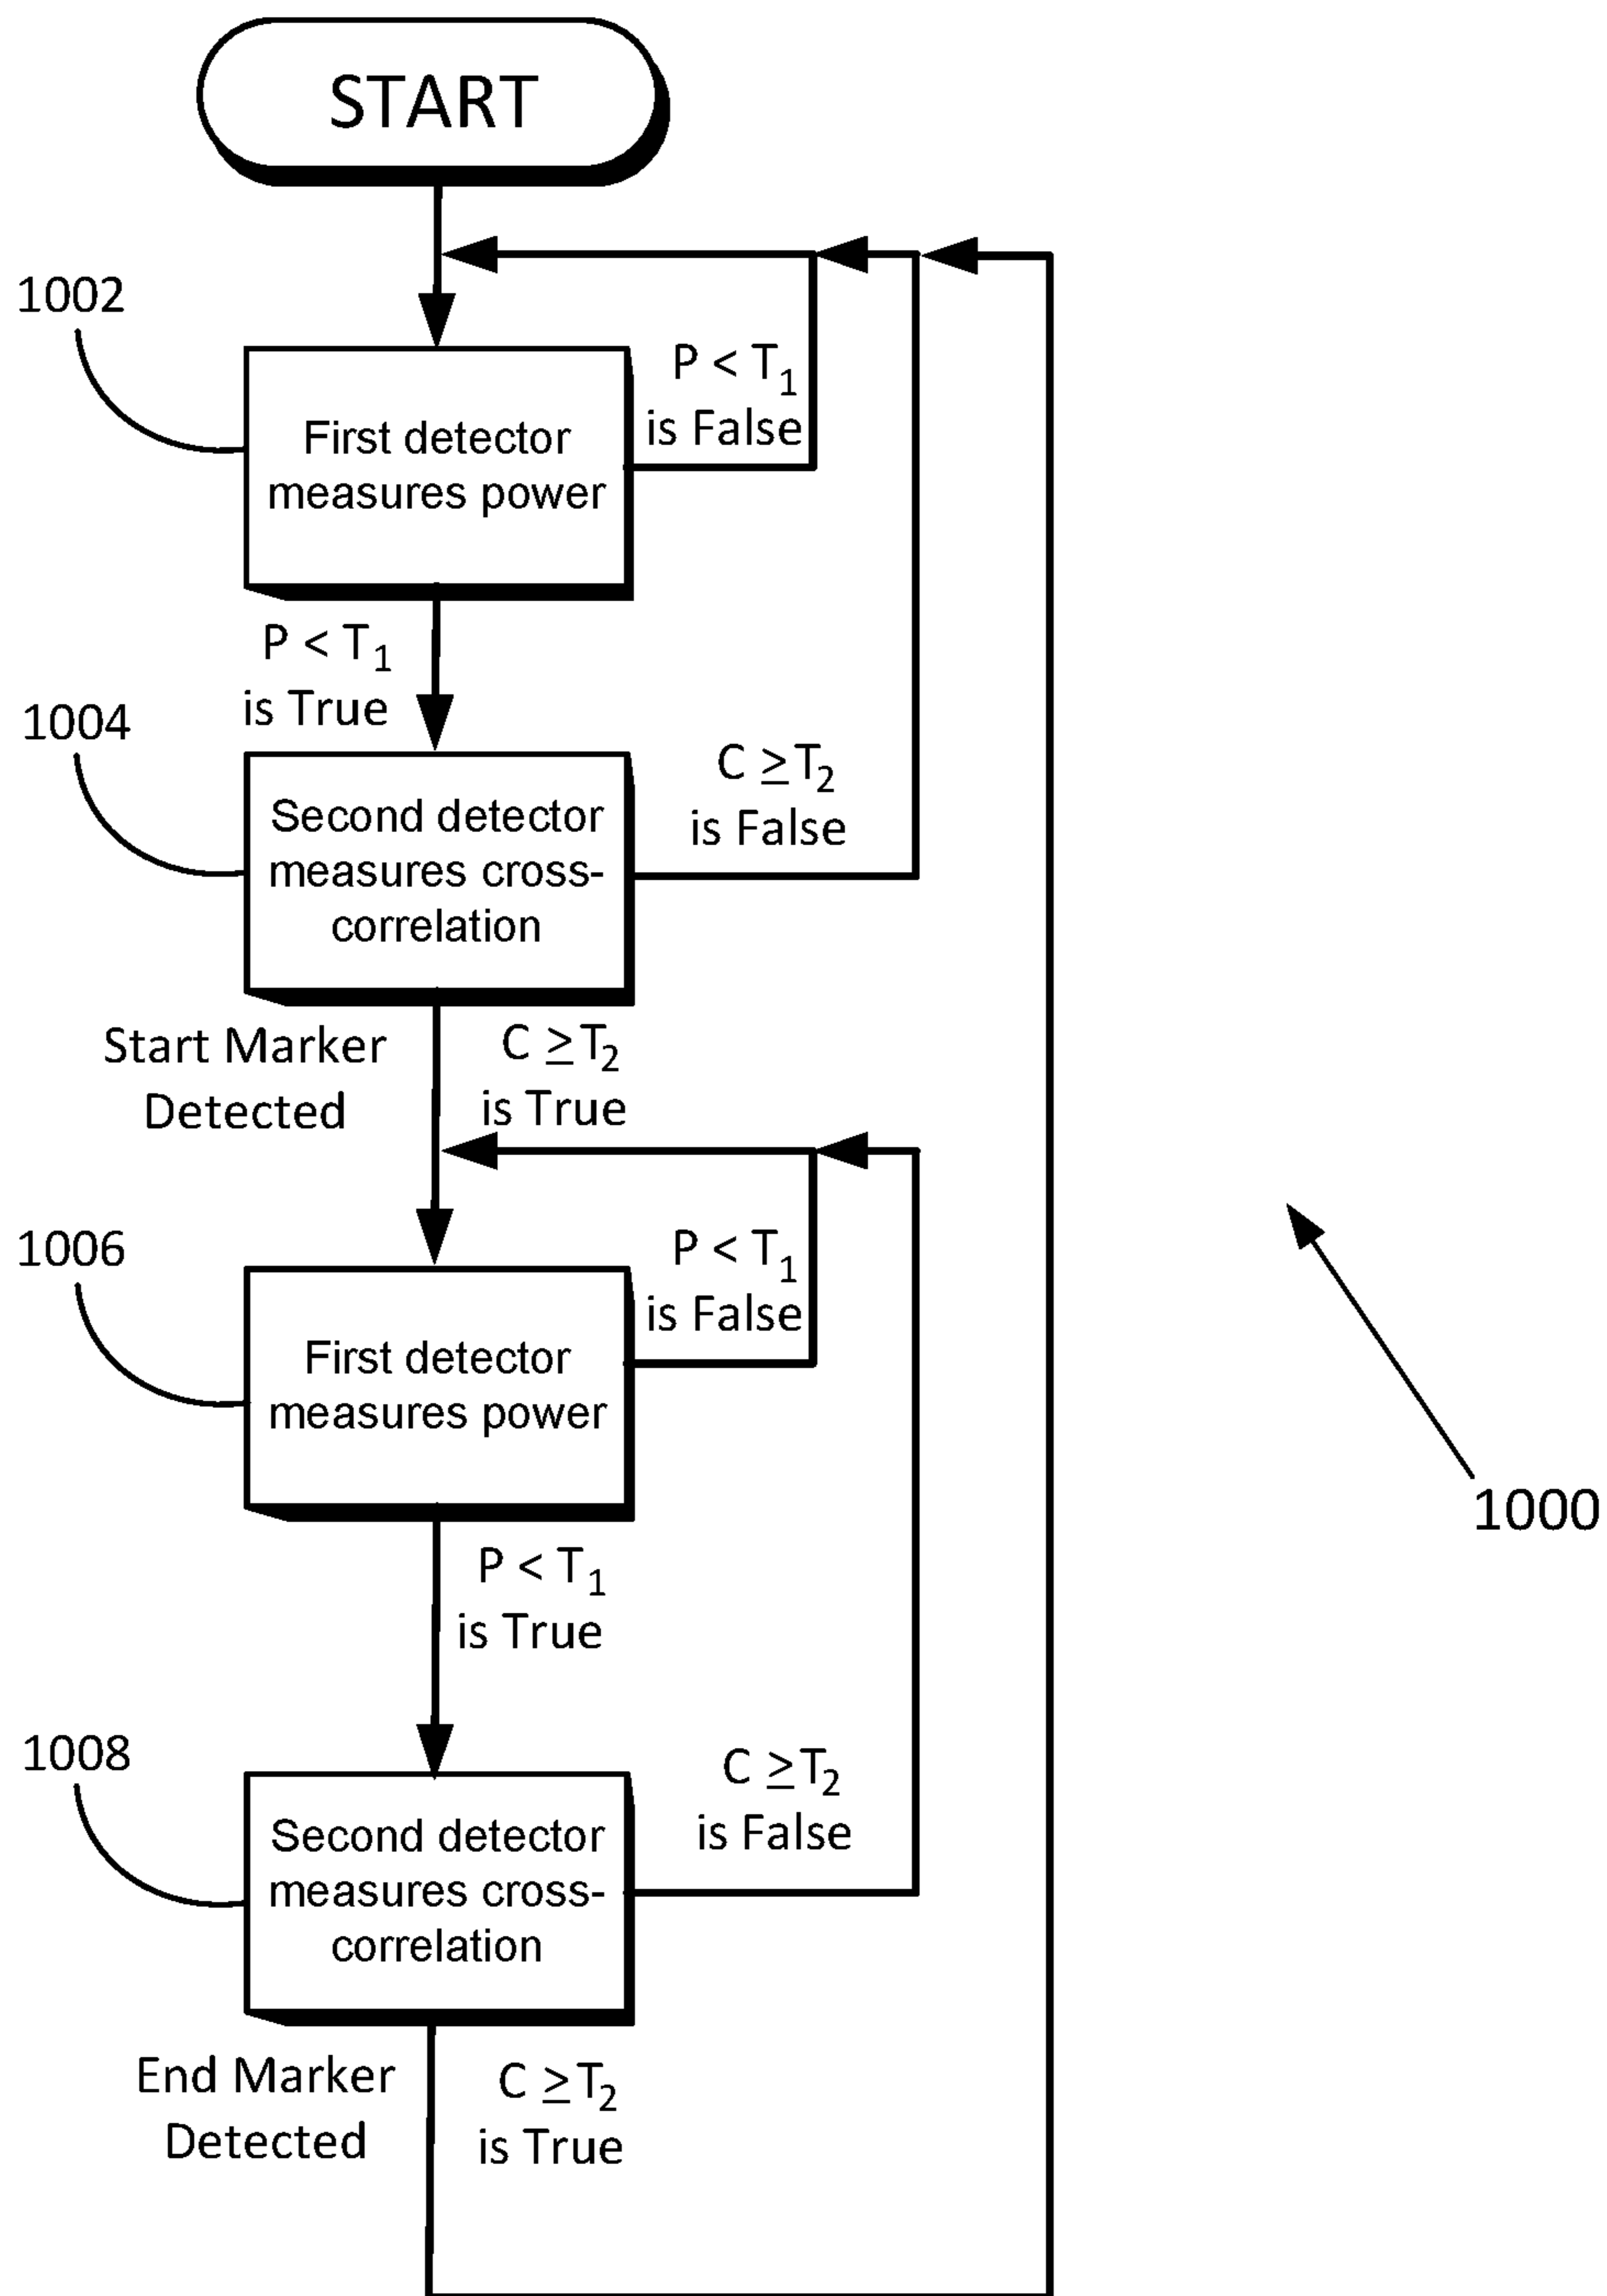 START
1002
P < T1
is False
First detector
measures power
P < T1
is True
1004
C ≥T2
is False
Second detector
measures cross-
correlation
Start Marker
Detected
C ≥T2
is True
1006
P < T1
is False
First detector
measures power
1000
P < T1
is True
1008
C ≥T2
is False
Second detector
measures cross-
correlation
End Marker
Detected
C ≥T2
is True